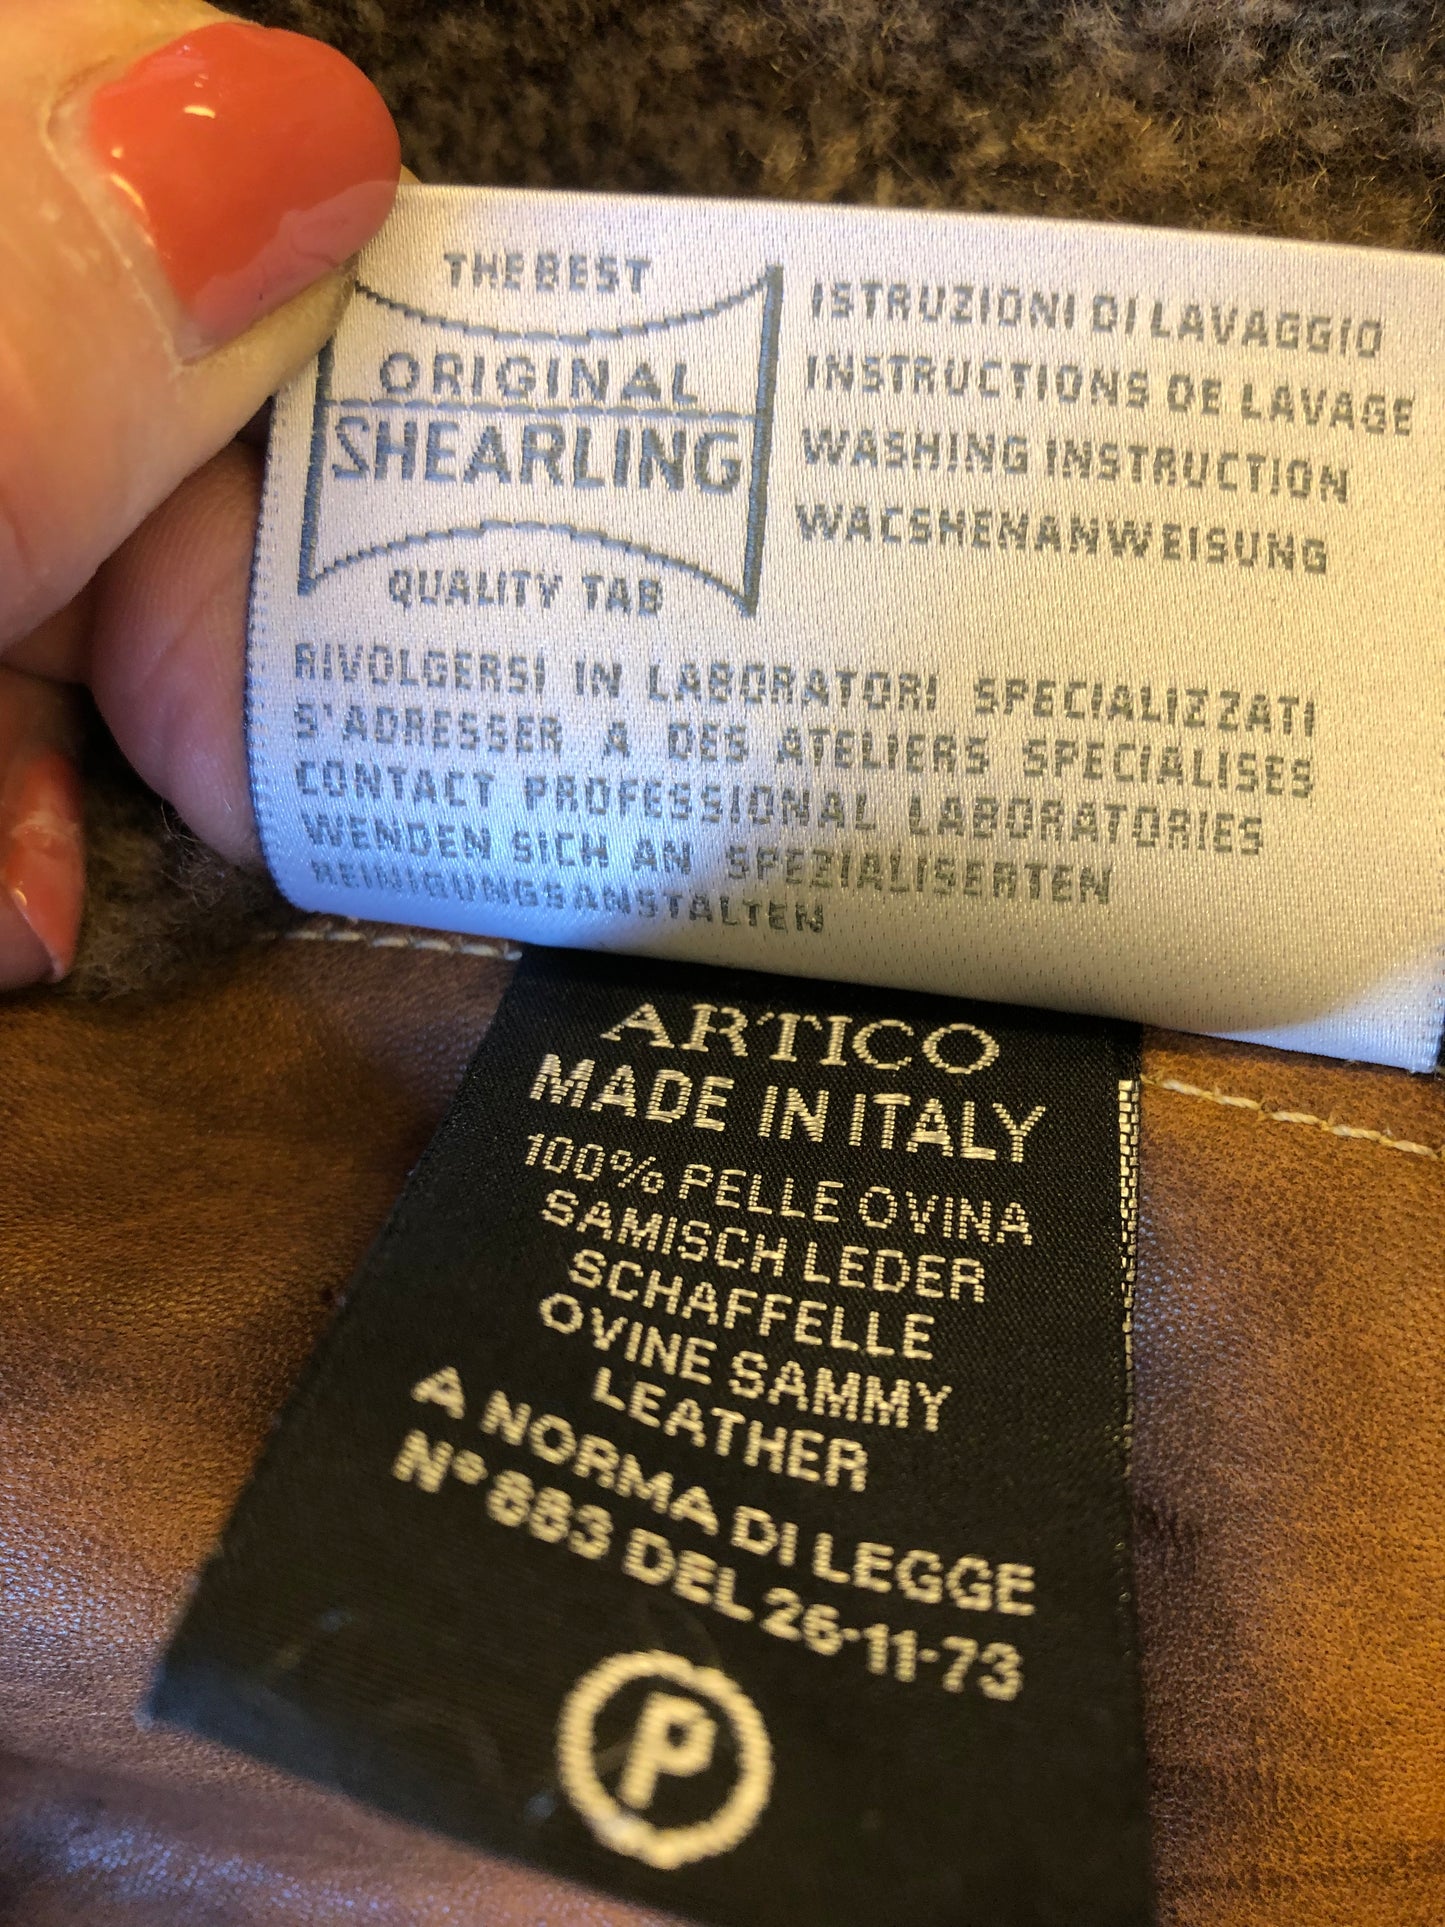 THE BEST
ORIGINAL
SHEARLING
QUALITY TAB
ISTRUZIONI DI LAVAGGIO
INSTRUCTIONS DE LAVAGE
WASHING INSTRUCTION
WACSHENANWEISUNG
RIVOLGERSI IN LABORATORI SPECIALIZZATI
S'ADRESSER A DES ATELIERS SPECIALISES
CONTACT PROFESSIONAL LABORATORIES
WENDEN SICH AN SPEZIALISERTEN
REINIGUNGSANSTALTEN
ARTICO
MADE IN ITALY
100% PELLE OVINA
SAMISCH LEDER
SCHAFFELLE
OVINE SAMMY
LEATHER
A NORMA DI LEGGE
Nº 883 DEL 26-11-73
P